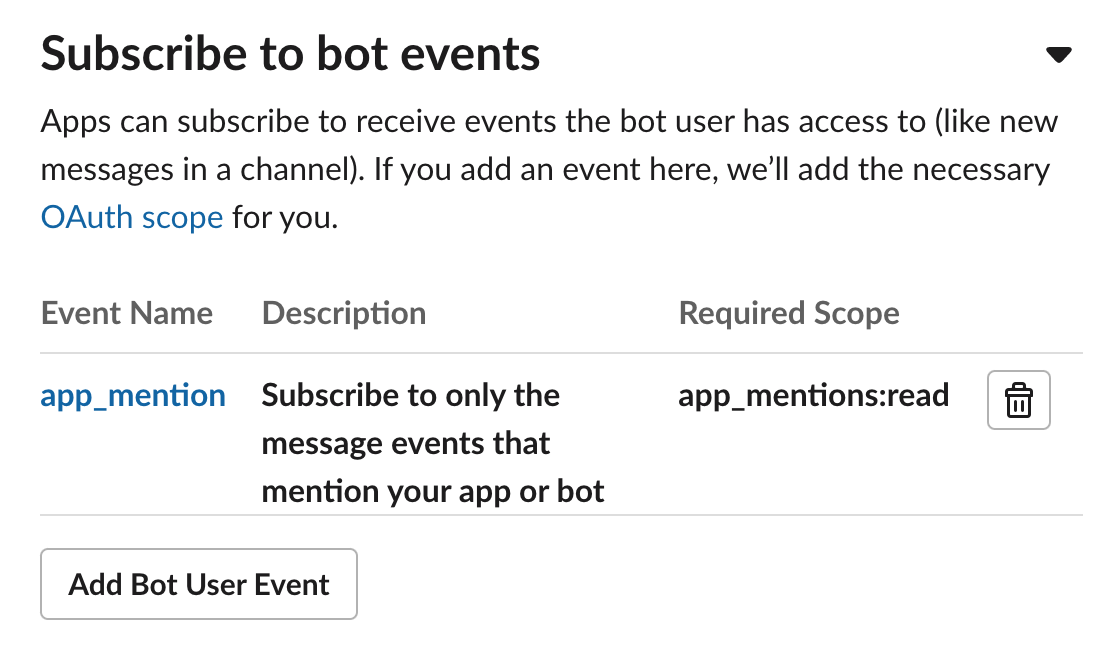 Subscribe to bot events
Apps can subscribe to receive events the bot user has access to (like new
messages in a channel). If you add an event here, we’ll add the necessary
OAuth scope for you.
Event Name Description Required Scope
app_mention Subscribe to only the app_mentions:read
message events that
mention your app or bot
Add Bot User Event